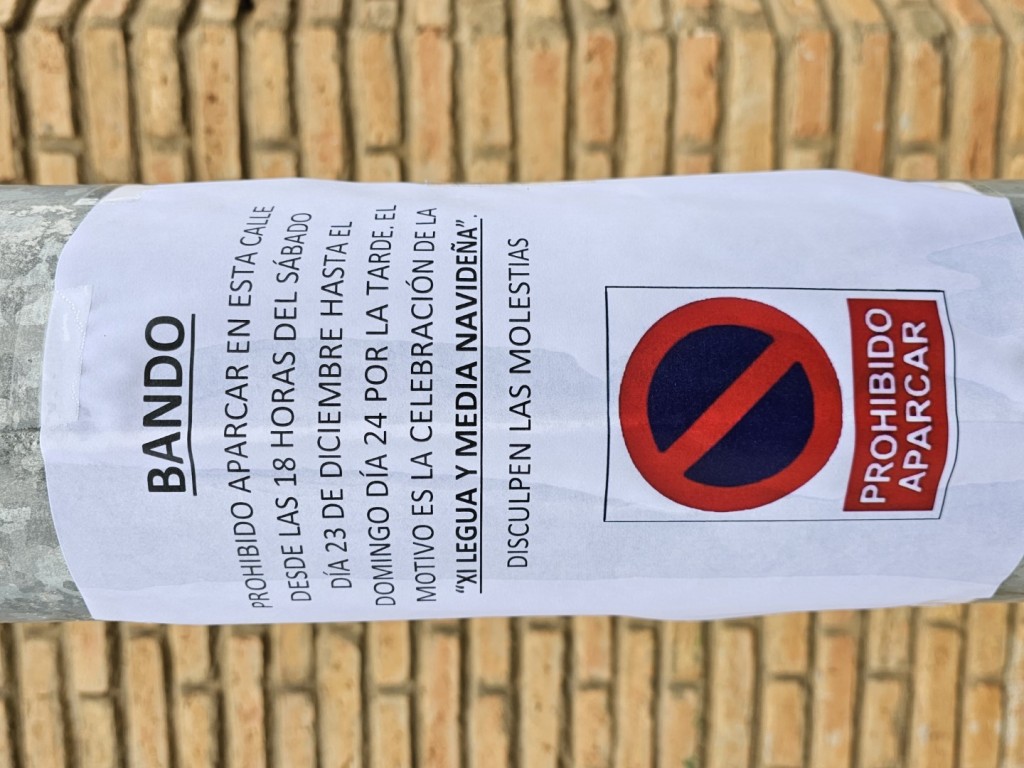 BANDO
PROHIBIDO APARCAR EN ESTA CALLE
DESDE LAS 18 HORAS DEL SÁBADO
DÍA 23 DE DICIEMBRE HASTA EL
DOMINGO DÍA 24 POR LA TARDE. EL
MOTIVO ES LA CELEBRACIÓN DE LA
“XI LEGUA Y MEDIA NAVIDEÑA”.
DISCULPEN LAS MOLESTIAS
PROHIBIDO
APARCAR